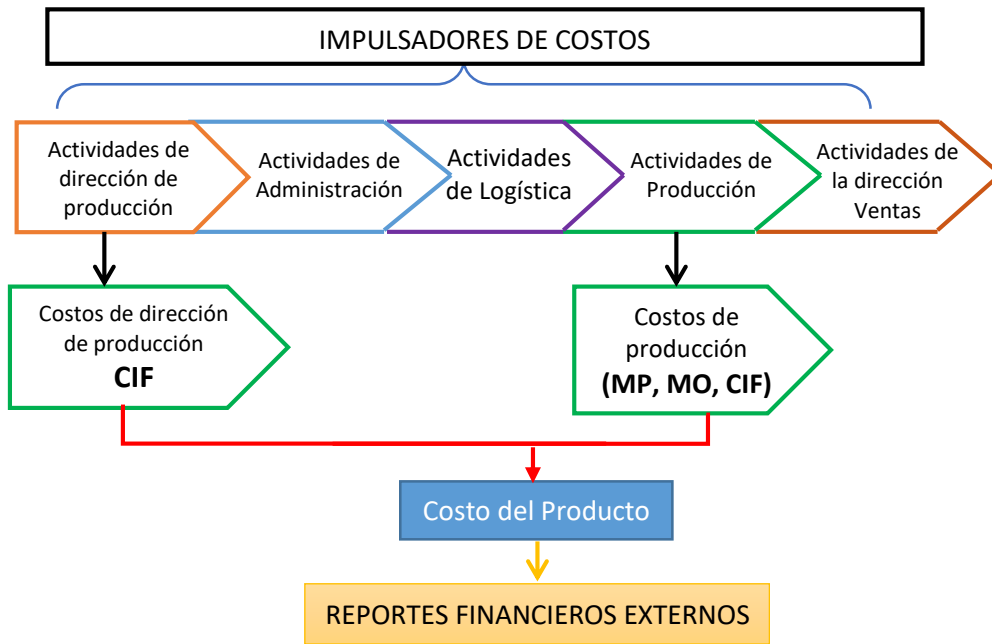 IMPULSADORES DE COSTOS
Actividades de
dirección de
producción
Actividades de
Administración
Actividades
de Logística
Actividades de
Producción
Actividades de
la dirección
Ventas
Costos de dirección
de producción
CIF
Costos de
producción
(MP, MO, CIF)
Costo del Producto
REPORTES FINANCIEROS EXTERNOS